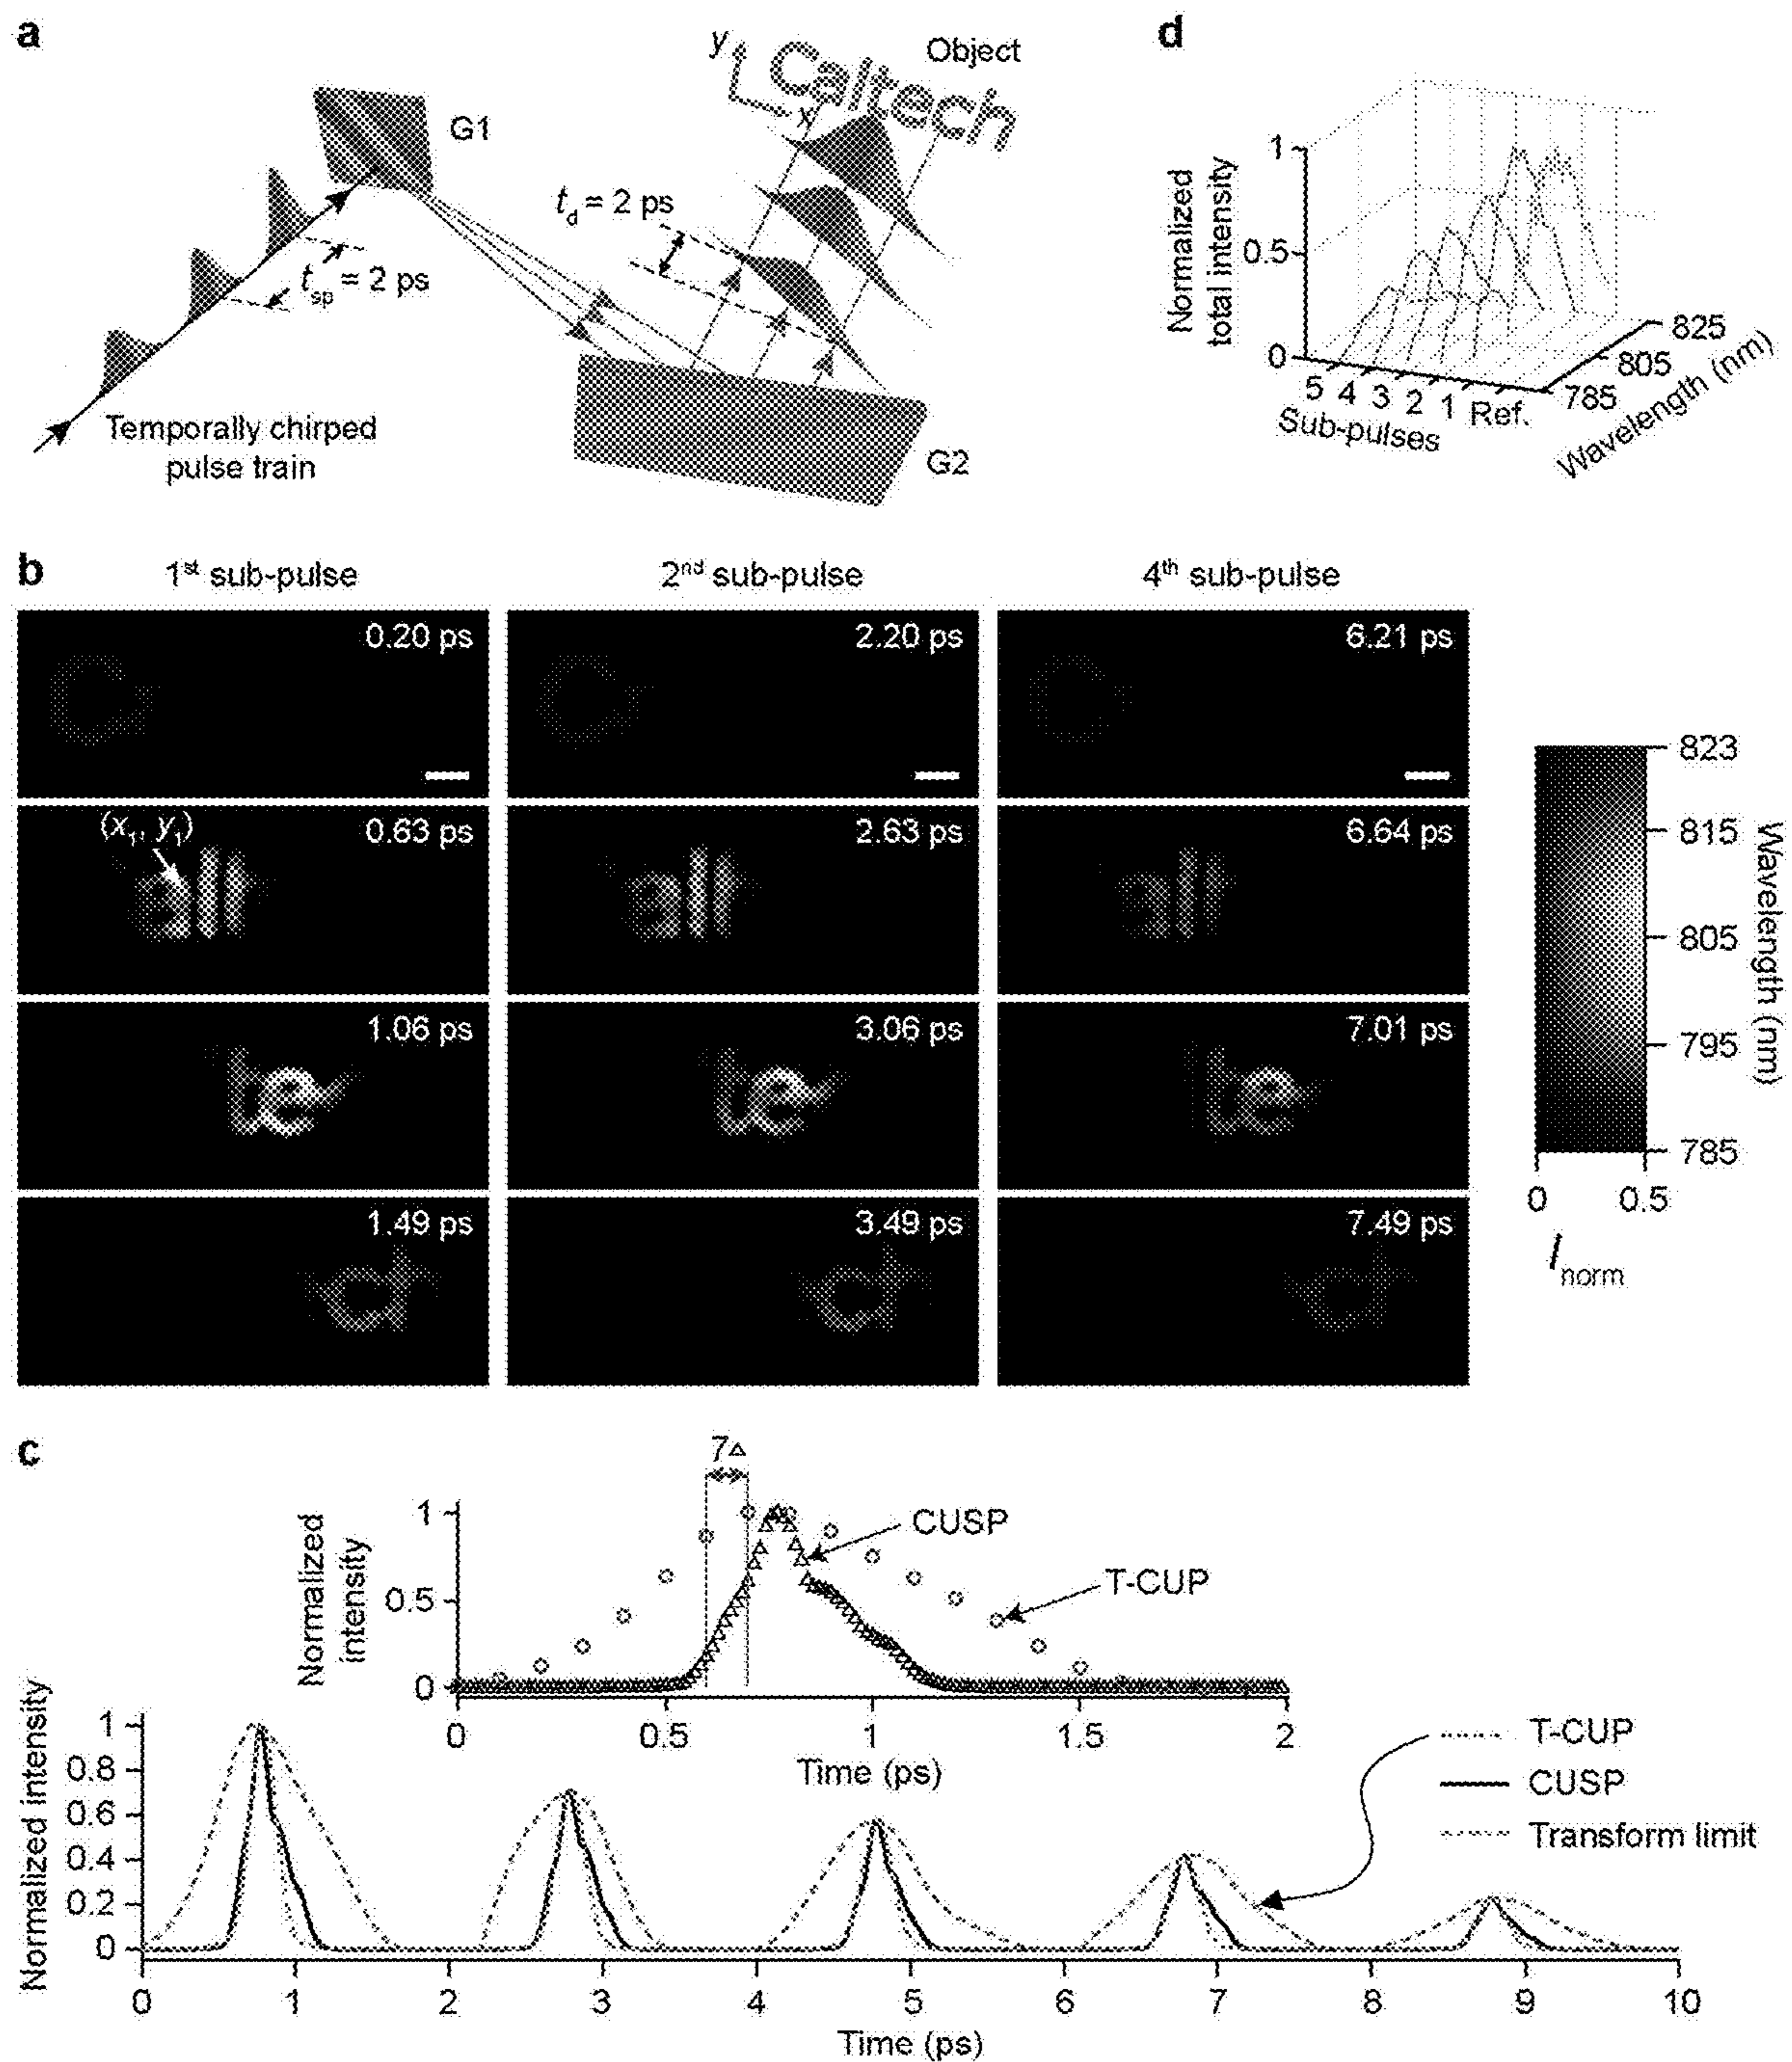 a
y
x
Caltech
Object
G1
t_d = 2 ps
t_sp = 2 ps
Temporally chirped
pulse train
G2
d
Normalized
total intensity
1
0.5
0
5 4 3 2 1 Ref.
Sub-pulses
785
805
825
Wavelength (nm)
b
1st sub-pulse
2nd sub-pulse
4th sub-pulse
0.20 ps
2.20 ps
6.21 ps
C
C
C
(x1, y1)
0.63 ps
2.63 ps
6.64 ps
al
al
al
1.06 ps
3.06 ps
7.01 ps
te
te
te
1.49 ps
3.49 ps
7.49 ps
823
815
805
795
785
Wavelength (nm)
0 0.5
I_norm
c
7△
Normalized
intensity
1
0.5
0
CUSP
T-CUP
0 0.5 1 1.5 2
Time (ps)
Normalized intensity
1
0.8
0.6
0.4
0.2
0
T-CUP
CUSP
Transform limit
0 1 2 3 4 5 6 7 8 9 10
Time (ps)